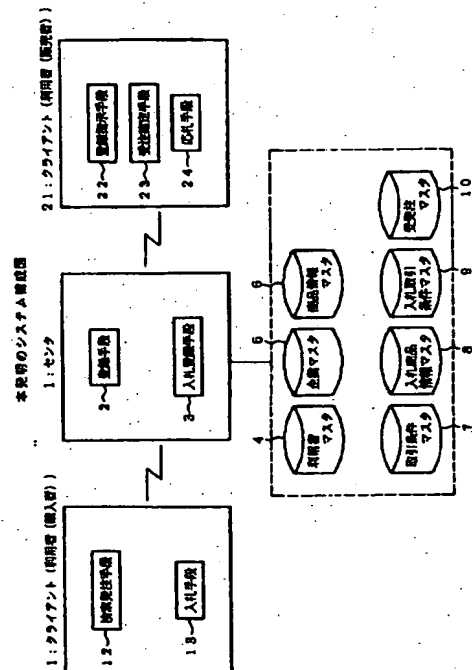 本発明のシステム構成図
1:クライアント(利用者(購入者))
12
検索発注手段
13
入札手段
1:センタ
2
登録手段
3
入札登録手段
21:クライアント(利用者(販売者))
22
登録指示手段
23
受注指定手段
24
応札手段
4
利用者マスタ
6
企業マスタ
6
商品情報マスタ
7
取引条件
マスタ
8
入札商品
情報マスタ
9
入札取引
条件マスタ
10
受発注
マスタ